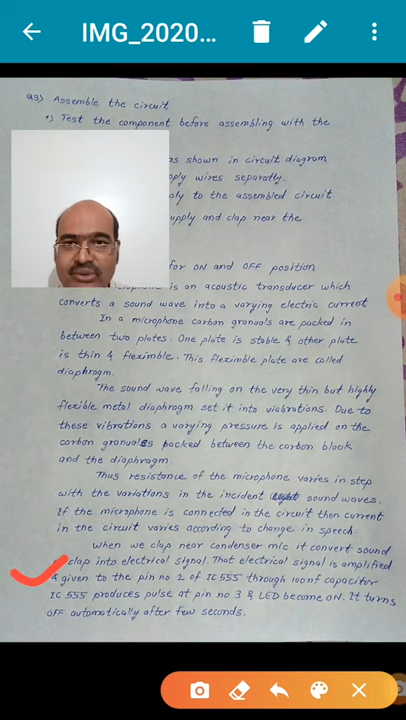 IMG_2020...
Q3) Assemble the circuit
•) Test the component before assembling with the
as shown in circuit diagram
ply wires separatly.
ly to the assembled circuit
upply and clap near the
for ON and OFF position
is an acoustic transducer which
converts a sound wave into a varying electric current
In a microphone carbon granuals are packed in
between two plates. One plate is stable & other plate
is thin & fleximble. This fleximble plate are called
diaphragm.
The sound wave falling on the very thin but highly
flexible metal diaphragm set it into viabrations. Due to
these vibrations a varying pressure is applied on the
carbon granuals packed between the carbon block
and the diaphragm
Thus resistance of the microphone varies in step
with the variations in the incident sound waves.
If the microphone is connected in the circuit then current
in the circuit varies according to change in speech.
When we clap near condenser mic it convert sound
clap into electrical signal. That electrical signal is amplified
& given to the pin no 2 of IC 555 through 100nf capacitor
IC 555 produces pulse at pin no 3 & LED become ON. It turns
OFF automatically after few seconds.